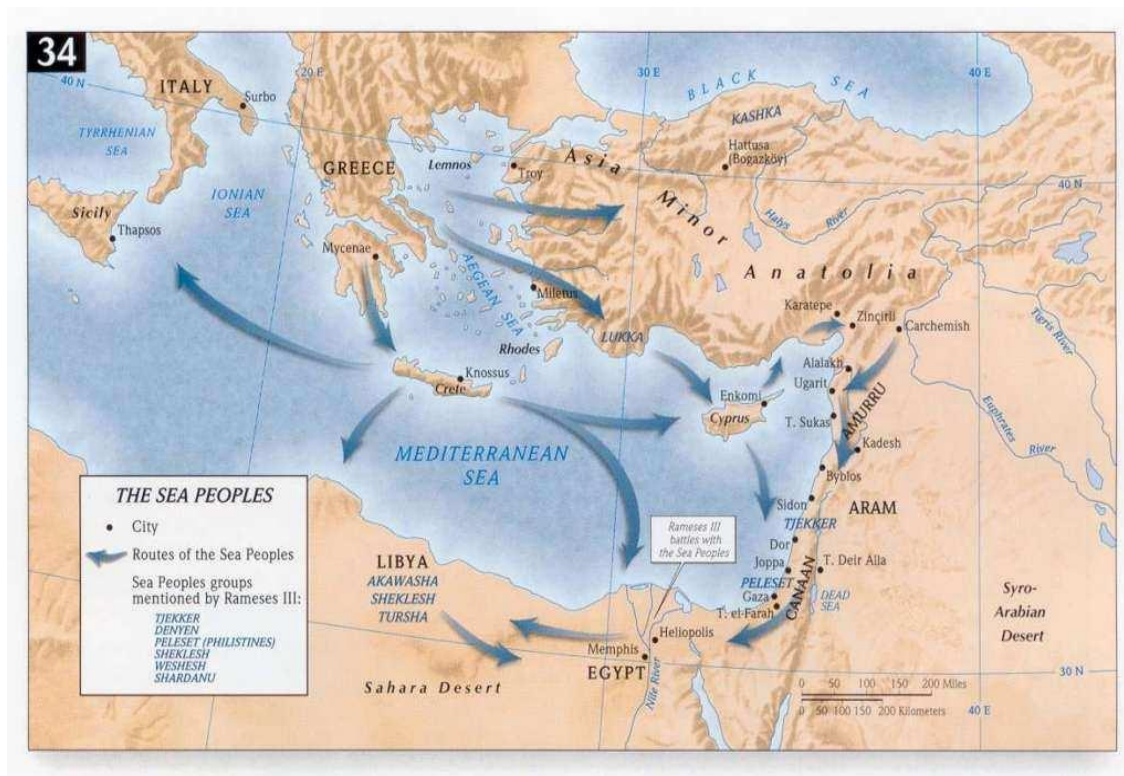 34
40 N
ITALY
20 E
Surbo
TYRRHENIAN
SEA
GREECE
Lemnos
Troy
Asia
Minor
30 E
BLACK SEA
40 E
KASHKA
Hattusa
(Bogazköy)
40 N
Halys River
IONIAN
SEA
Sicily
Thapsos
Mycenae
AEGEAN SEA
Miletus
Anatolia
Karatepe
Zinçirli
Carchemish
Tigris River
LUKKA
Rhodes
Knossus
Crete
Alalakh
Ugarit
Enkomi
Cyprus
T. Sukas
AMURRU
Kadesh
Euphrates
River
MEDITERRANEAN
SEA
Byblos
Sidon
ARAM
TJEKKER
Dor
Joppa
T. Deir Alla
PELESET
CANAAN
Gaza
DEAD
SEA
T. el-Farah
Syro-
Arabian
Desert
Rameses III
battles with
the Sea Peoples
THE SEA PEOPLES
City
Routes of the Sea Peoples
Sea Peoples groups
mentioned by Rameses III:
TJEKKER
DENYEN
PELESET (PHILISTINES)
SHEKLESH
WESHESH
SHARDANU
LIBYA
AKAWASHA
SHEKLESH
TURSHA
Heliopolis
Memphis
EGYPT
Nile River
Sahara Desert
30 N
0 50 100 150 200 Miles
0 50 100 150 200 Kilometers
40 E